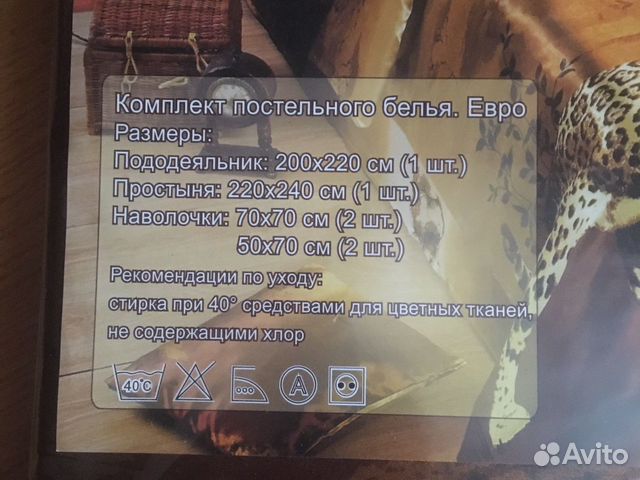 Комплект постельного белья. Евро
Размеры:
Пододеяльник: 200х220 см (1 шт.)
Простыня: 220х240 см (1 шт.)
Наволочки: 70х70 см (2 шт.)
50х70 см (2 шт.)
Рекомендации по уходу:
стирка при 40° средствами для цветных тканей,
не содержащими хлор
40°С А
Avito